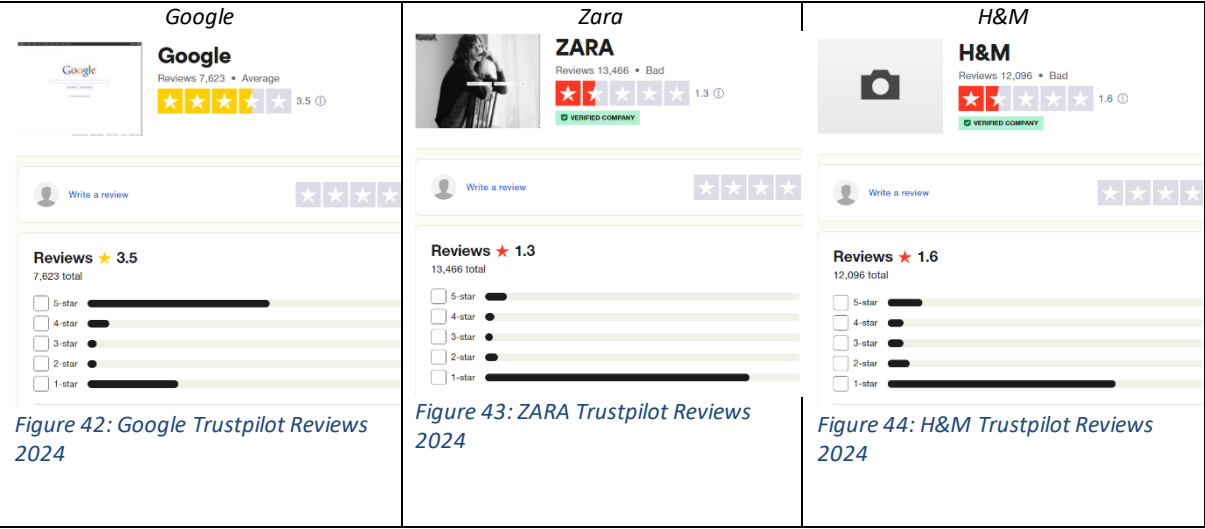 Google
Google
Google
Reviews 7,623 • Average
3.5
Write a review
Reviews ★ 3.5
7,623 total
5-star
4-star
3-star
2-star
1-star
Figure 42: Google Trustpilot Reviews
2024
Zara
ZARA
Reviews 13,466 • Bad
1.3
VERIFIED COMPANY
Write a review
Reviews ★ 1.3
13,466 total
5-star
4-star
3-star
2-star
1-star
Figure 43: ZARA Trustpilot Reviews
2024
H&M
H&M
Reviews 12,096 • Bad
1.6
VERIFIED COMPANY
Write a review
Reviews ★ 1.6
12,096 total
5-star
4-star
3-star
2-star
1-star
Figure 44: H&M Trustpilot Reviews
2024